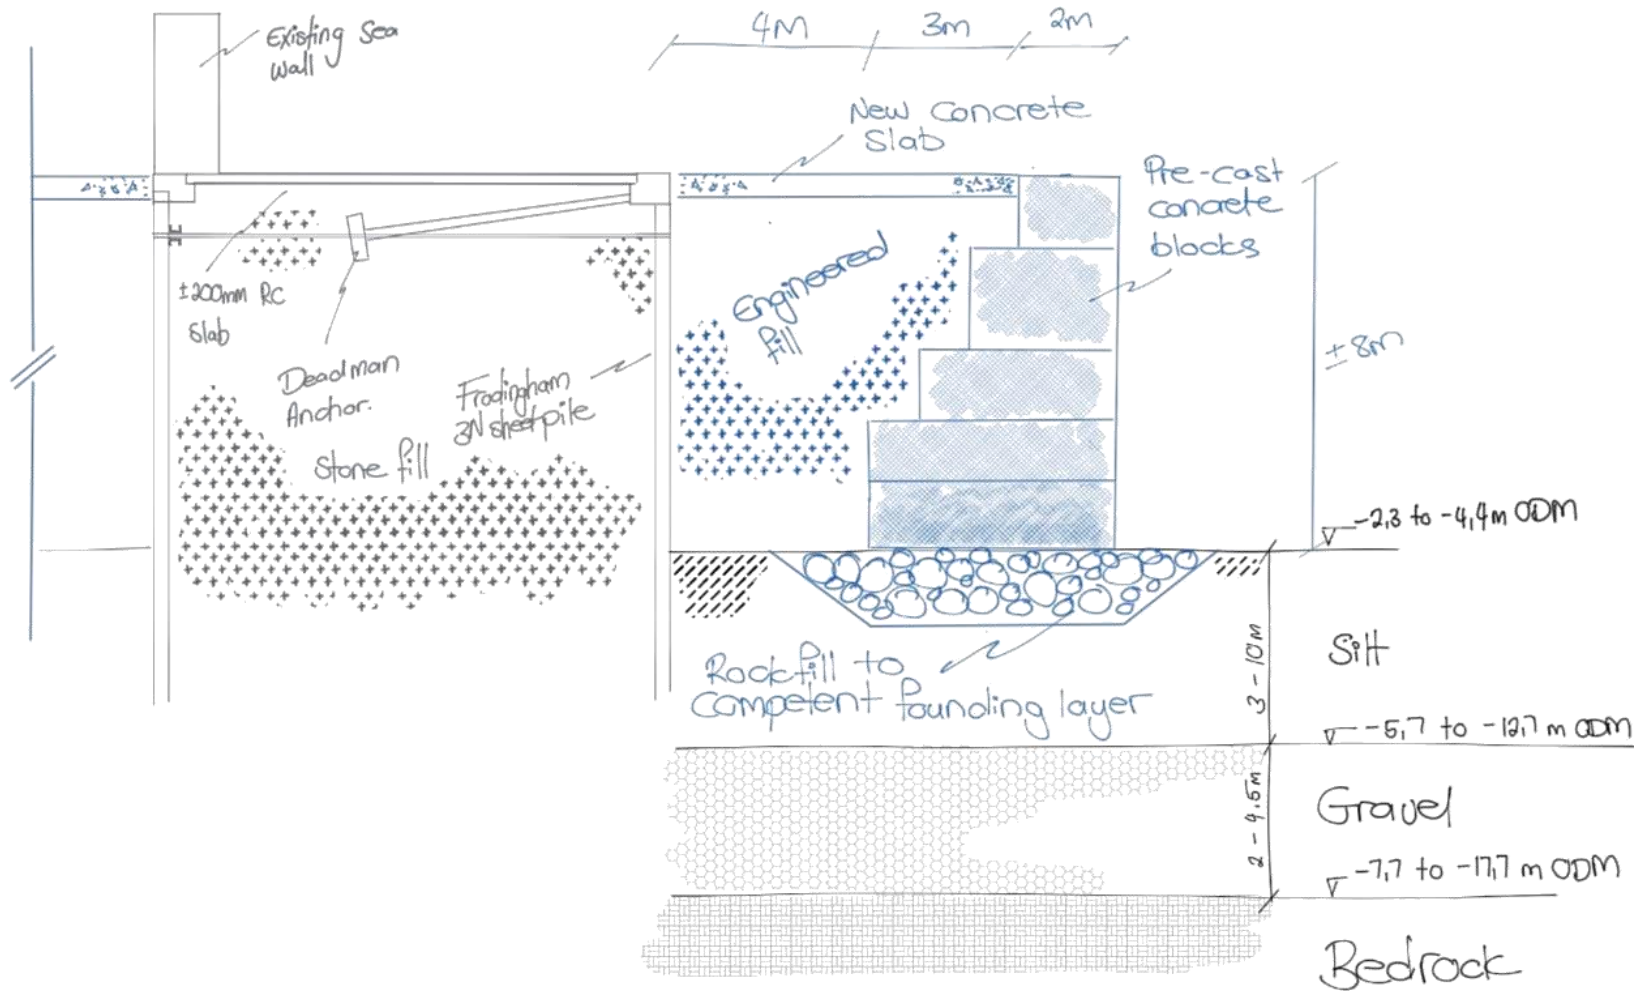 Existing Sea
Wall
4M
3m
2m
New Concrete
Slab
Pre-cast
concrete
blocks
±200mm RC
Slab
Deadman
Anchor.
Frodingham
3N sheetpile
Stone fill
Engineered
fill
±8m
-2,3 to -4,4m ODM
Rockfill to
competent founding layer
3 - 10m
Silt
-5,7 to -12,7 m ODM
2 - 4.5m
Gravel
-7,7 to -17,7 m ODM
Bedrock